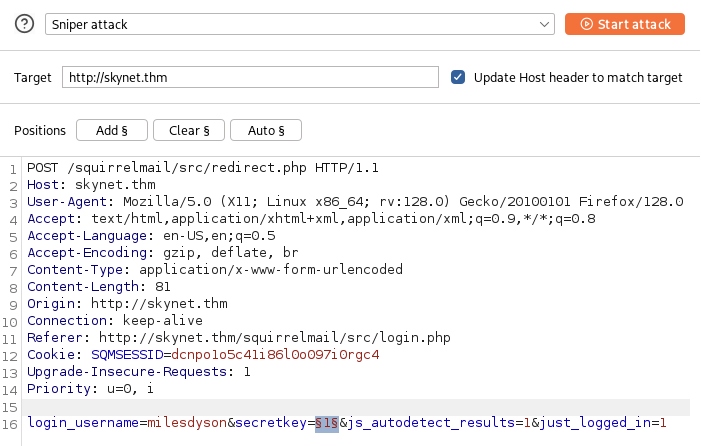 Sniper attack
Start attack
Target
http://skynet.thm
Update Host header to match target
Positions
Add §
Clear §
Auto §
1 POST /squirrelmail/src/redirect.php HTTP/1.1
2 Host: skynet.thm
3 User-Agent: Mozilla/5.0 (X11; Linux x86_64; rv:128.0) Gecko/20100101 Firefox/128.0
4 Accept: text/html,application/xhtml+xml,application/xml;q=0.9,*/*;q=0.8
5 Accept-Language: en-US,en;q=0.5
6 Accept-Encoding: gzip, deflate, br
7 Content-Type: application/x-www-form-urlencoded
8 Content-Length: 81
9 Origin: http://skynet.thm
10 Connection: keep-alive
11 Referer: http://skynet.thm/squirrelmail/src/login.php
12 Cookie: SQMSESSID=dcnpo1o5c41i86l0o097i0rgc4
13 Upgrade-Insecure-Requests: 1
14 Priority: u=0, i
15
16 login_username=milesdyson&secretkey=§1§&js_autodetect_results=1&just_logged_in=1